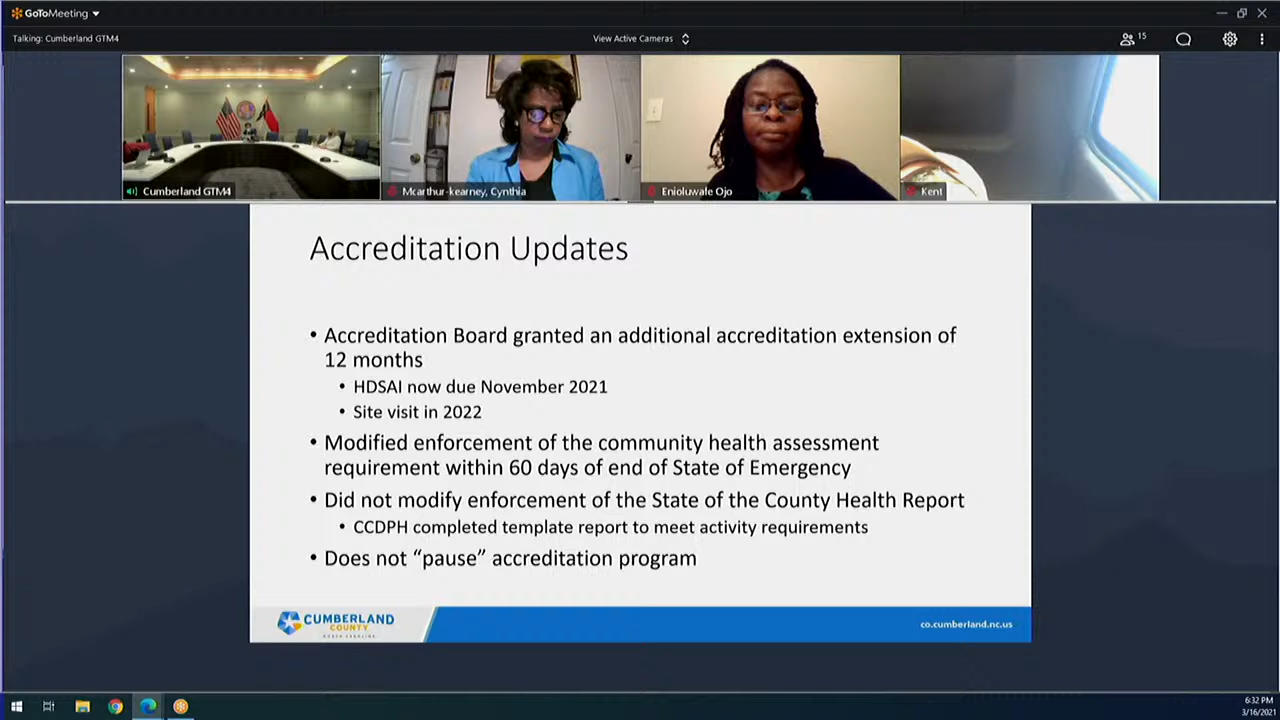 GoToMeeting
Talking: Cumberland GTM4
View Active Cameras
15
Cumberland GTM4
Mcarthur-kearney, Cynthia
Enioluwale Ojo
Kent
Accreditation Updates
• Accreditation Board granted an additional accreditation extension of
12 months
• HDSAI now due November 2021
• Site visit in 2022
• Modified enforcement of the community health assessment
requirement within 60 days of end of State of Emergency
• Did not modify enforcement of the State of the County Health Report
• CCDPH completed template report to meet activity requirements
• Does not “pause” accreditation program
CUMBERLAND
COUNTY
NORTH CAROLINA
co.cumberland.nc.us
6:32 PM
3/16/2021